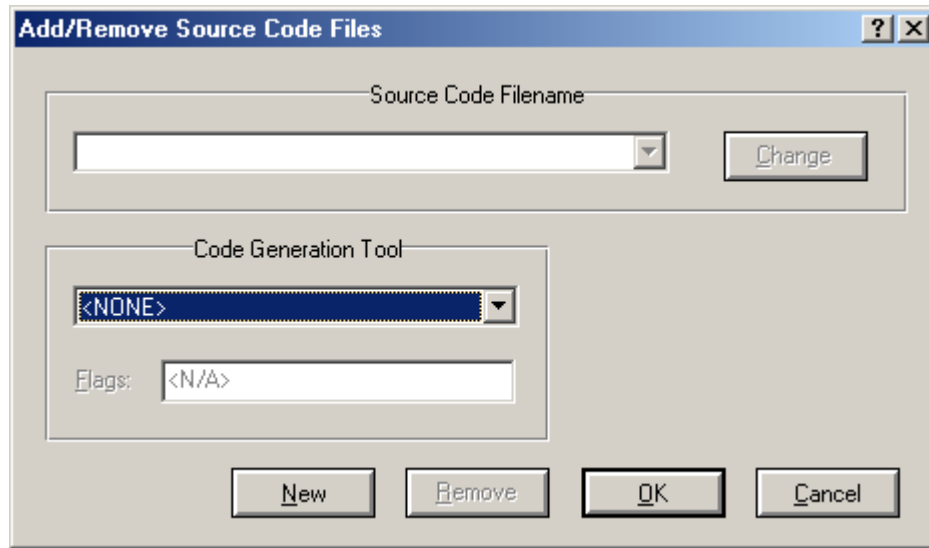 Add/Remove Source Code Files
Source Code Filename
Change
Code Generation Tool
<NONE>
Flags: <N/A>
New Remove OK Cancel